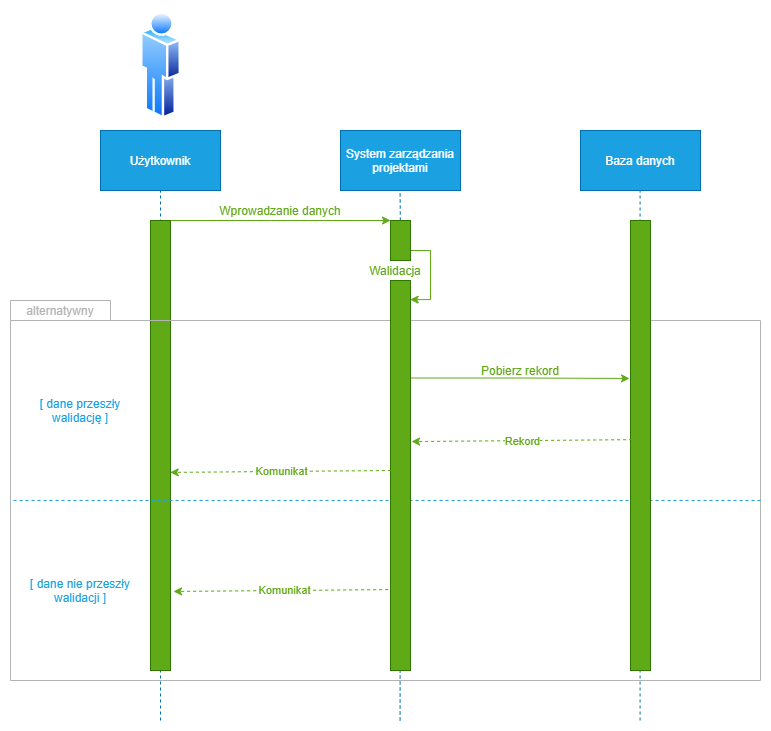 Użytkownik
System zarządzania
projektami
Baza danych
Wprowadzanie danych
Walidacja
alternatywny
Pobierz rekord
[ dane przeszły
walidację ]
Rekord
Komunikat
[ dane nie przeszły
walidacji ]
Komunikat